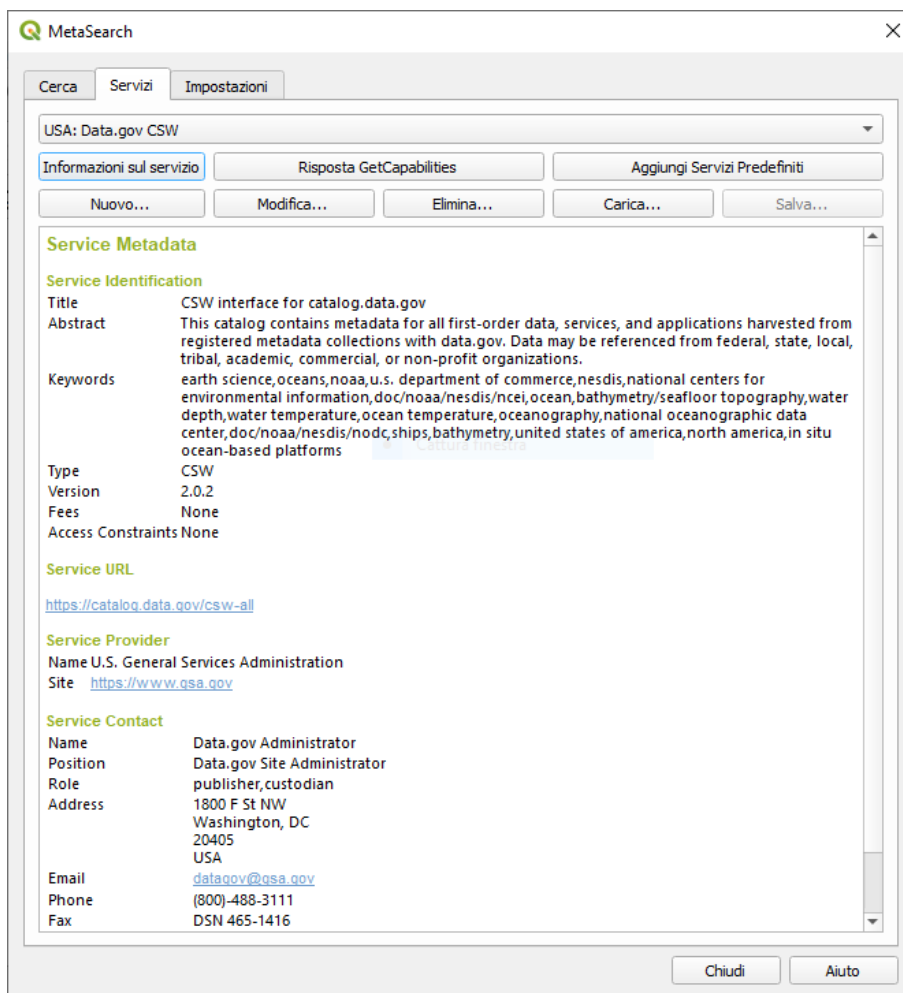 MetaSearch
Cerca Servizi Impostazioni
USA: Data.gov CSW
Informazioni sul servizio Risposta GetCapabilities Aggiungi Servizi Predefiniti
Nuovo... Modifica... Elimina... Carica... Salva...
Service Metadata
Service Identification
Title CSW interface for catalog.data.gov
Abstract This catalog contains metadata for all first-order data, services, and applications harvested from
registered metadata collections with data.gov. Data may be referenced from federal, state, local,
tribal, academic, commercial, or non-profit organizations.
Keywords earth science,oceans,noaa,u.s. department of commerce,nesdis,national centers for
environmental information,doc/noaa/nesdis/ncei,ocean,bathymetry/seafloor topography,water
depth,water temperature,ocean temperature,oceanography,national oceanographic data
center,doc/noaa/nesdis/nodc,ships,bathymetry,united states of america,north america,in situ
ocean-based platforms
Cattura finestra
Type CSW
Version 2.0.2
Fees None
Access Constraints None
Service URL
https://catalog.data.gov/csw-all
Service Provider
Name U.S. General Services Administration
Site https://www.gsa.gov
Service Contact
Name Data.gov Administrator
Position Data.gov Site Administrator
Role publisher,custodian
Address 1800 F St NW
Washington, DC
20405
USA
Email datagov@gsa.gov
Phone (800)-488-3111
Fax DSN 465-1416
Chiudi Aiuto